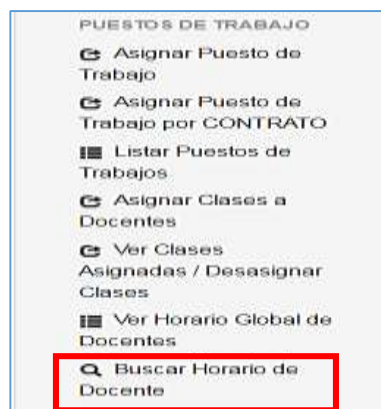 PUESTOS DE TRABAJO
Asignar Puesto de
Trabajo
Asignar Puesto de
Trabajo por CONTRATO
Listar Puestos de
Trabajos
Asignar Clases a
Docentes
Ver Clases
Asignadas / Desasignar
Clases
Ver Horario Global de
Docentes
Buscar Horario de
Docente